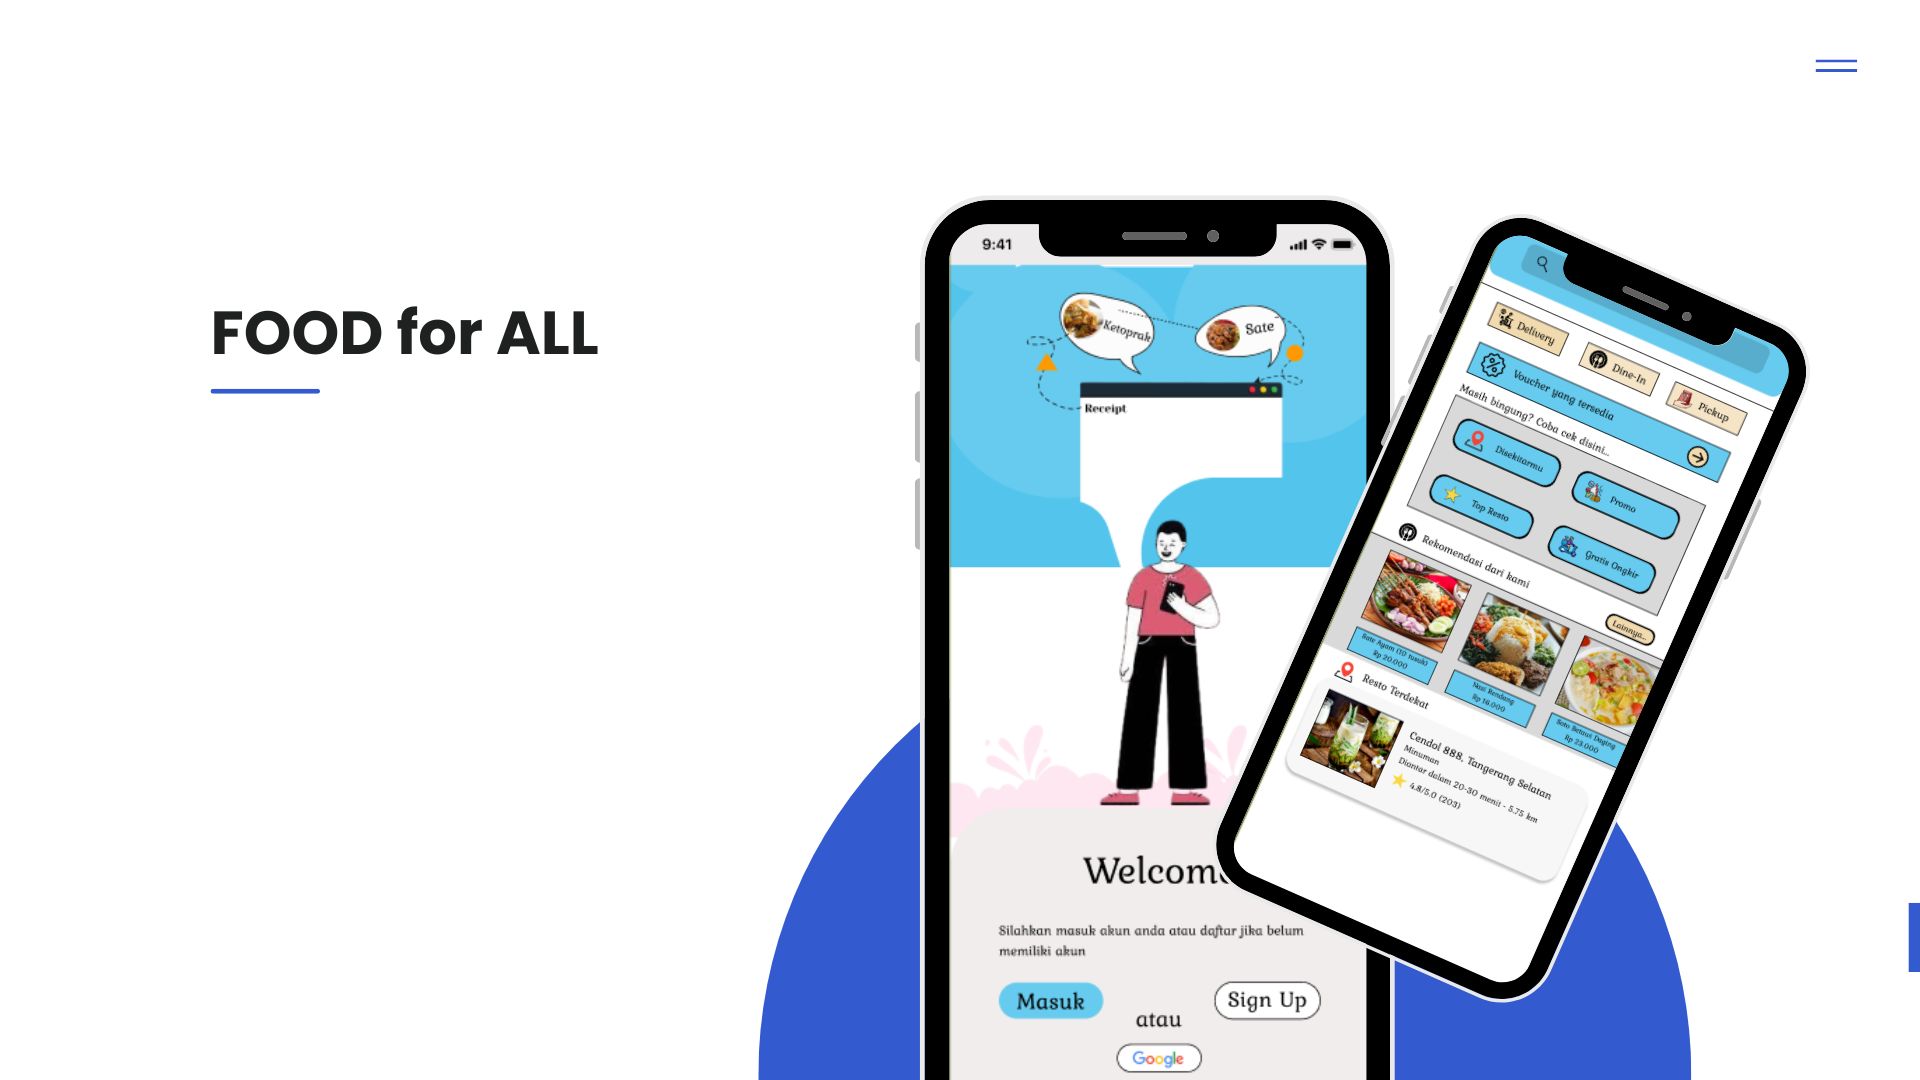 FOOD for ALL
9:41
Ketoprak
Sate
Receipt
Welcom
Silahkan masuk akun anda atau daftar jika belum
memiliki akun
Masuk
atau
Sign Up
Google
Delivery
Dine-In
Pickup
Voucher yang tersedia
Masih bingung? Coba cek disini...
Disekitarmu
Promo
Top Resto
Gratis Ongkir
Rekomendasi dari kami
Lainnya...
Sate Ayam (10 tusuk)
Rp 20.000
Nasi Rendang
Rp 16.000
Soto Betawi Daging
Rp 23.000
Resto Terdekat
Cendol 888, Tangerang Selatan
Minuman
Diantar dalam 20-30 menit - 5.75 km
4.8/5.0 (203)